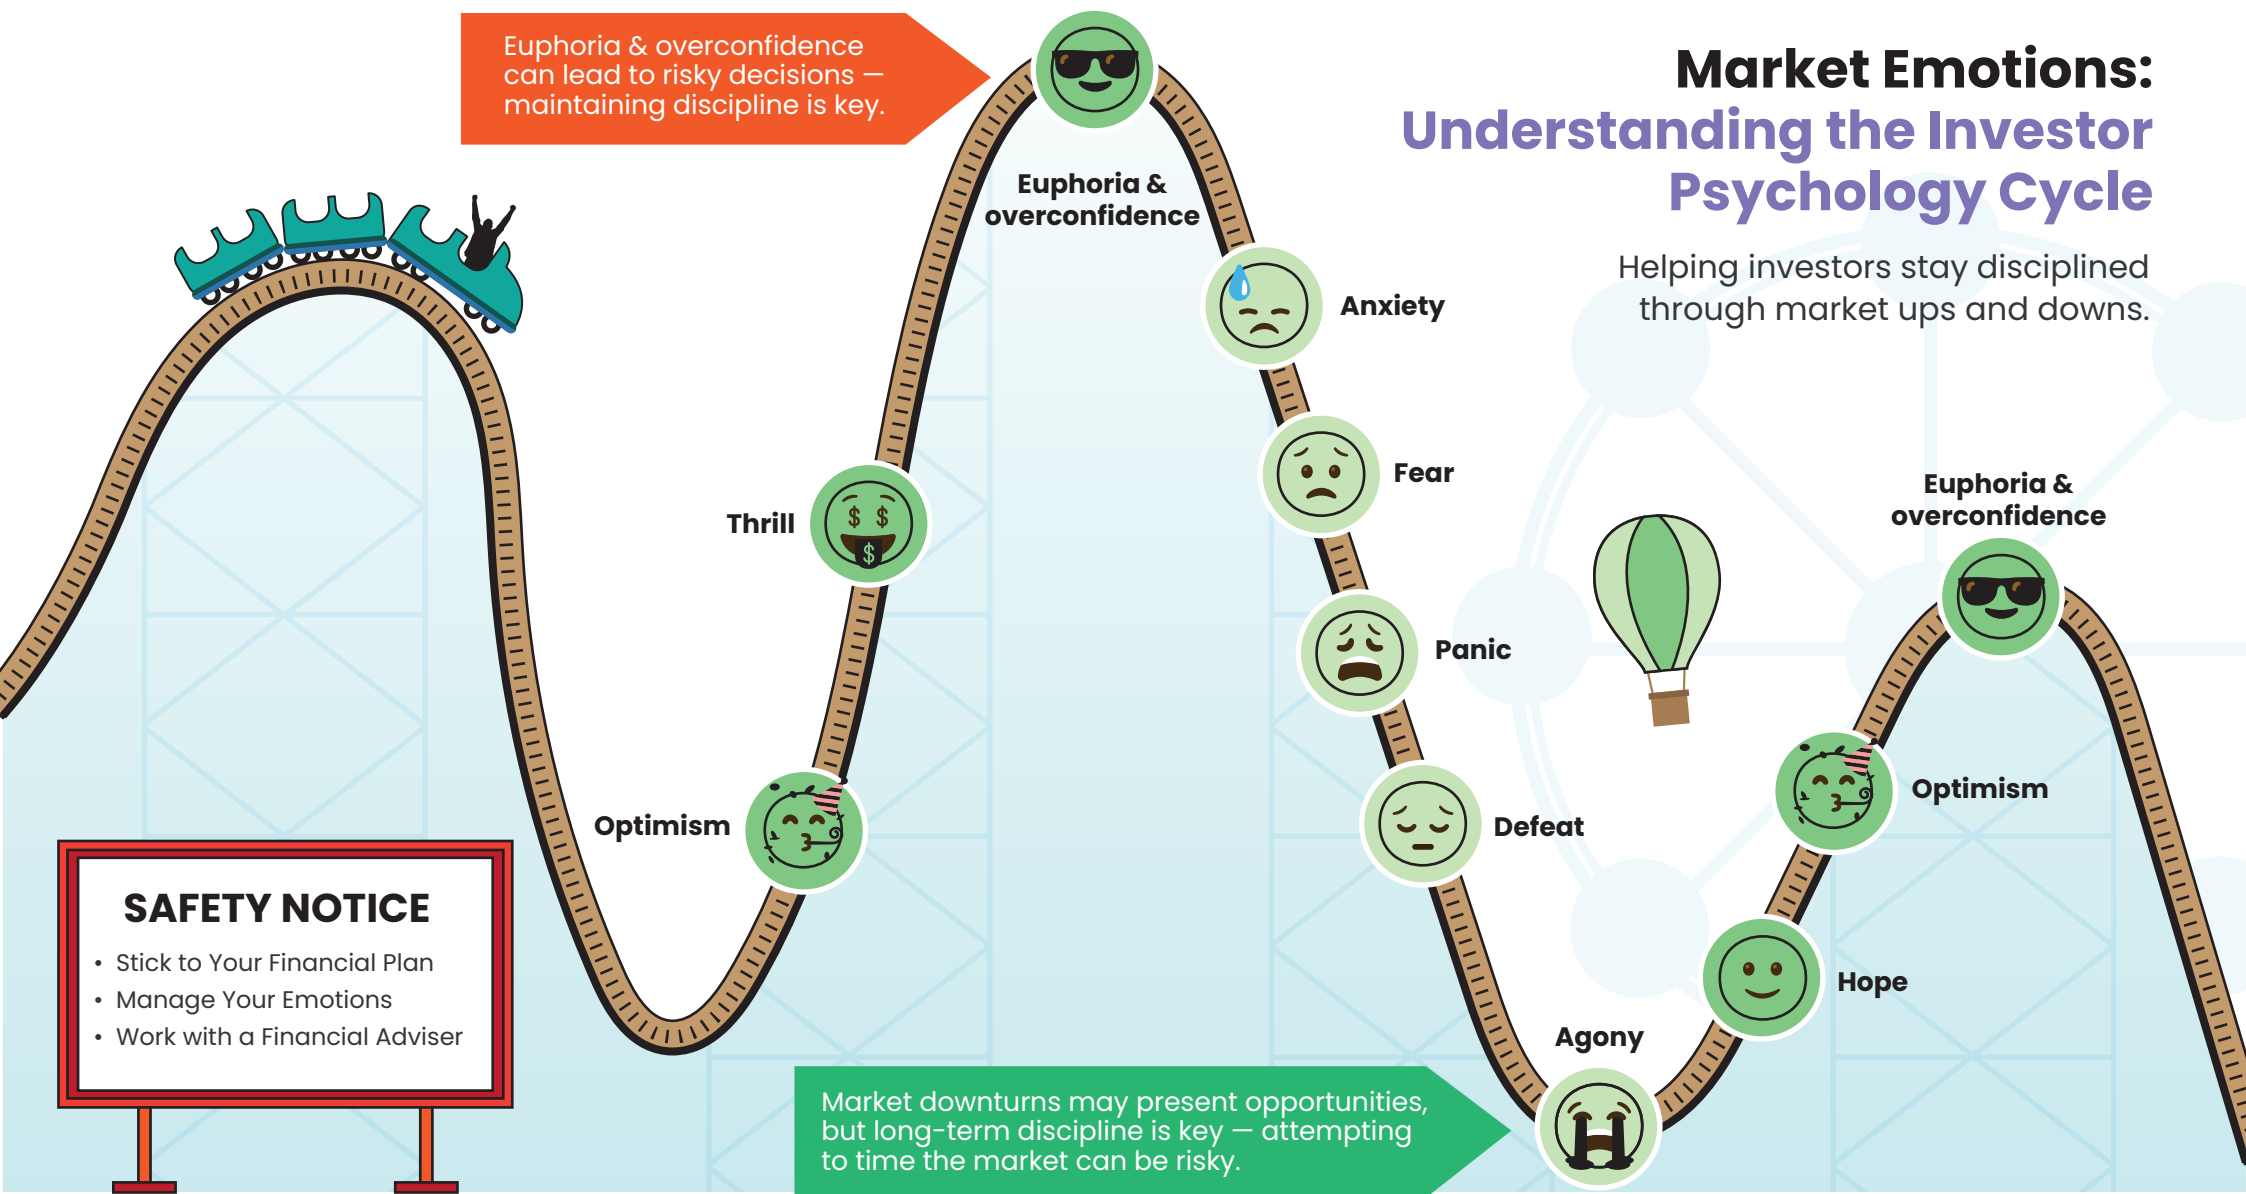 Market Emotions:
Understanding the Investor
Psychology Cycle
Helping investors stay disciplined
through market ups and downs.
Euphoria & overconfidence
can lead to risky decisions —
maintaining discipline is key.
Optimism
Thrill
Euphoria &
overconfidence
Anxiety
Fear
Panic
Defeat
Agony
Hope
Optimism
Euphoria &
overconfidence
Market downturns may present opportunities,
but long-term discipline is key — attempting
to time the market can be risky.
SAFETY NOTICE
• Stick to Your Financial Plan
• Manage Your Emotions
• Work with a Financial Adviser
$ $
$